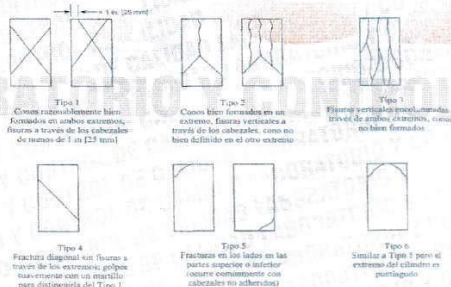 < 1 in. [25 mm]
Tipo 1
Conos razonablemente bien
formados en ambos extremos,
fisuras a través de los cabezales
de menos de 1 in [25 mm]
Tipo 2
Conos bien formados en un
extremo, fisuras verticales a
través de los cabezales, cono no
bien definido en el otro extremo
Tipo 3
Fisuras verticales encolumnadas a
través de ambos extremos, conos
no bien formados
Tipo 4
Fractura diagonal sin fisuras a
través de los extremos; golpee
suavemente con un martillo
para distinguirla del Tipo 1
Tipo 5
Fracturas en los lados en las
partes superior o inferior
(ocurre comúnmente con
cabezales no adheridos)
Tipo 6
Similar a Tipo 5 pero el
extremo del cilindro es
puntiagudo